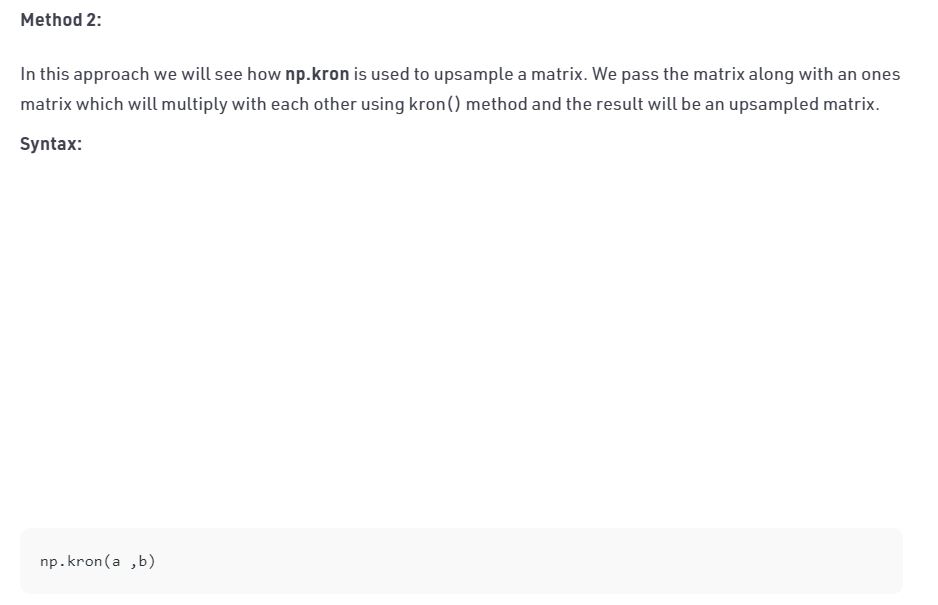 Method 2:
In this approach we will see how np.kron is used to upsample a matrix. We pass the matrix along with an ones
matrix which will multiply with each other using kron() method and the result will be an upsampled matrix.
Syntax:
np.kron(a ,b)